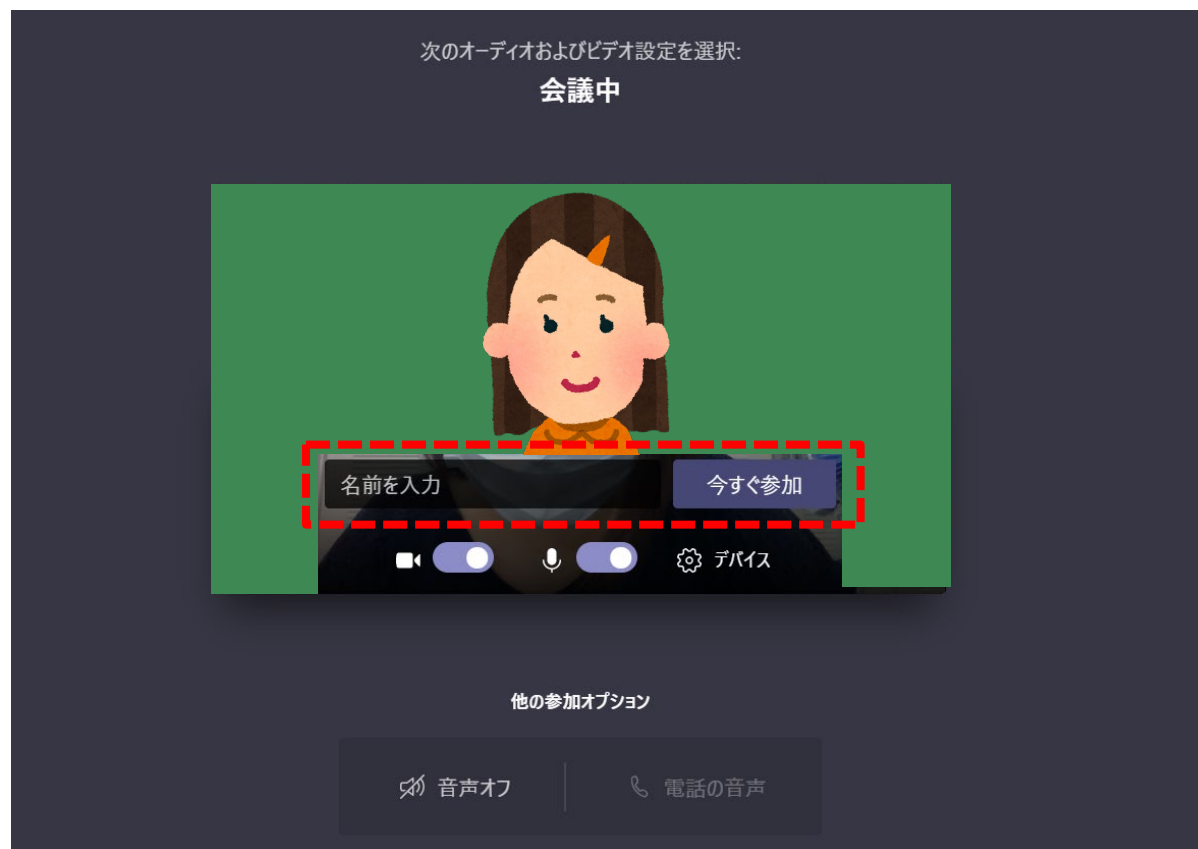 次のオーディオおよびビデオ設定を選択:
会議中
名前を入力 今すぐ参加
デバイス
他の参加オプション
音声オフ 電話の音声